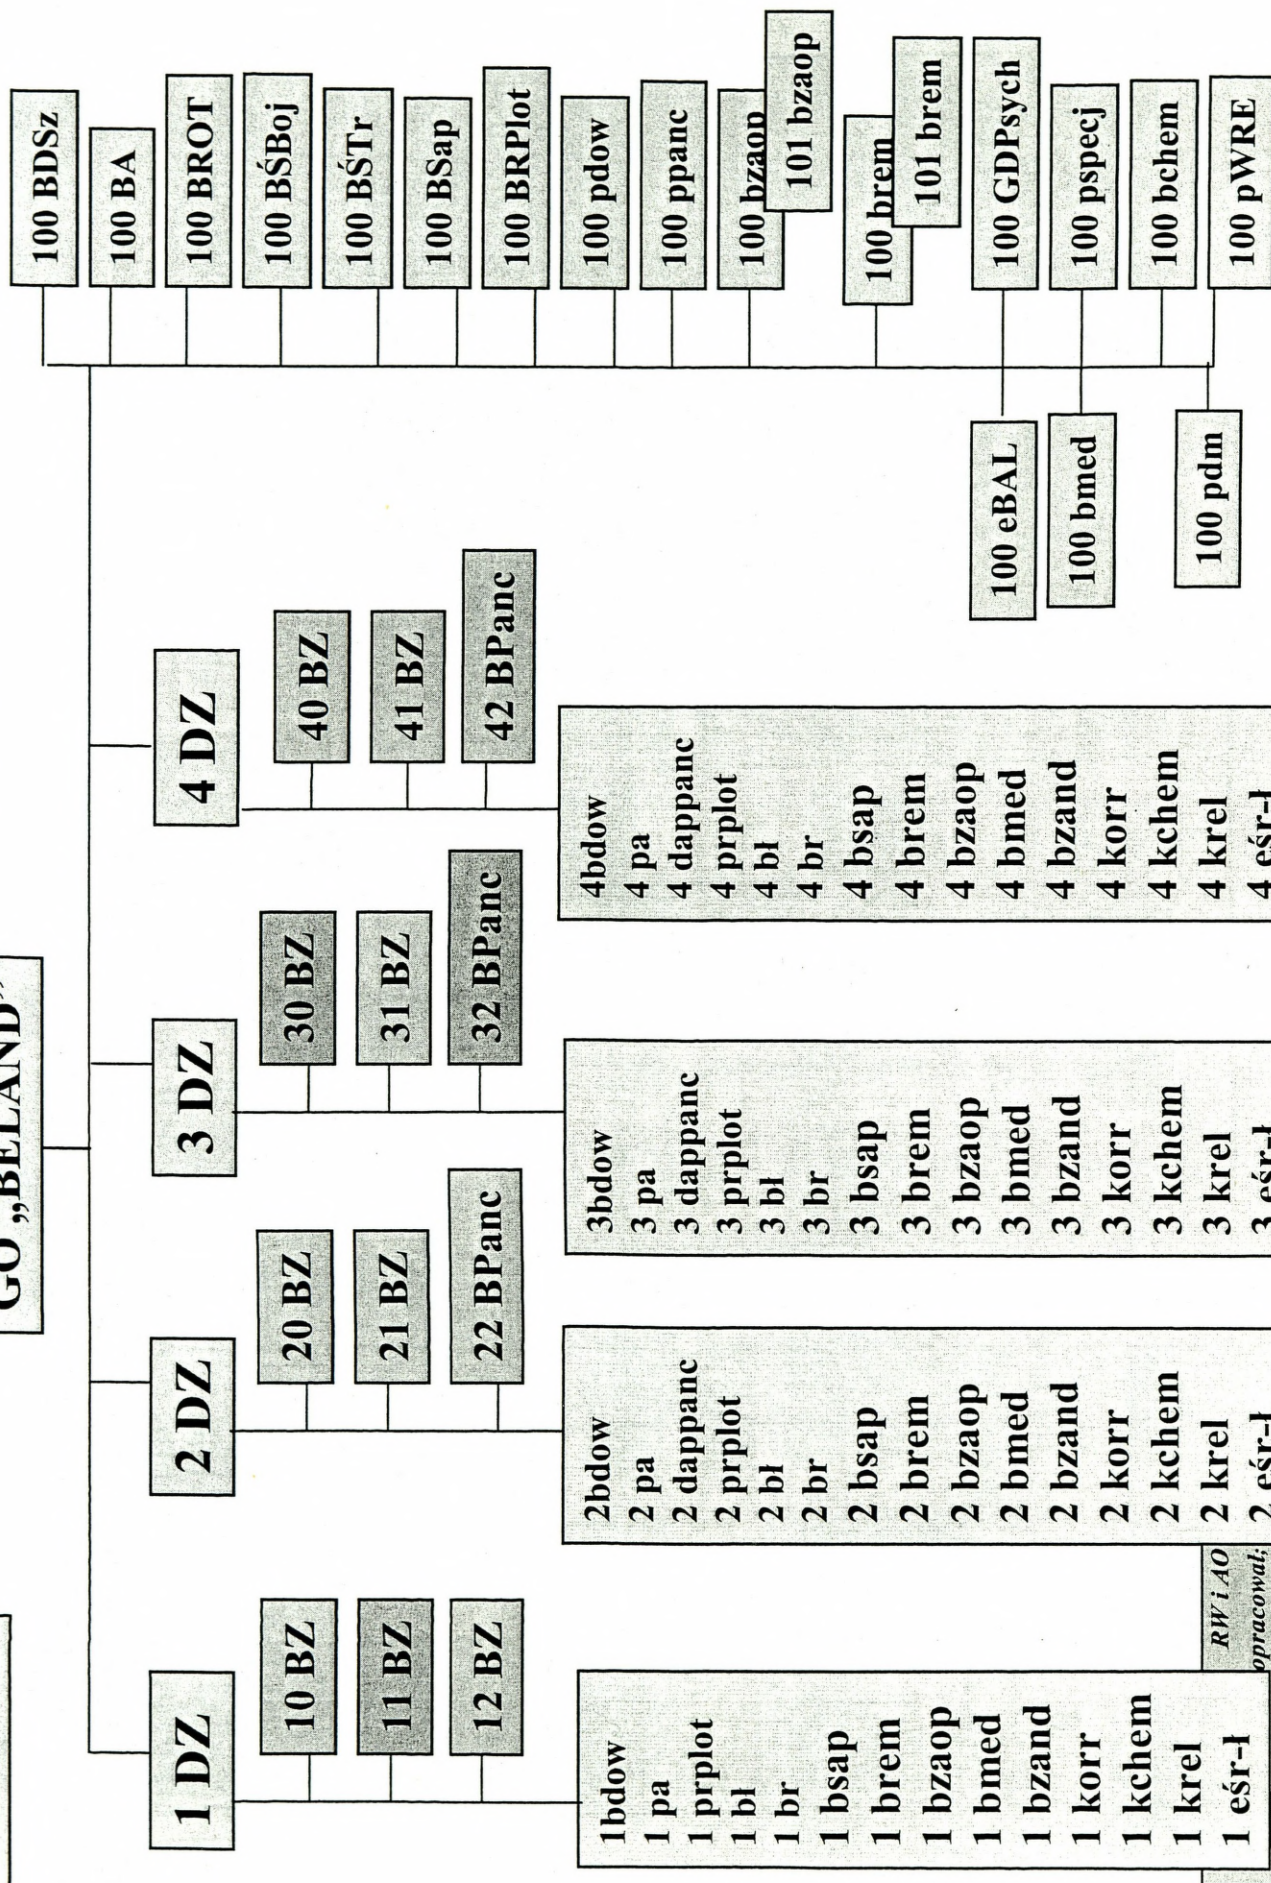 GO „BELAND”
1 DZ
10 BZ
11 BZ
12 BZ
1bdow
1 pa
1 prplot
1 bł
1 br
1 bsap
1 brem
1 bzaop
1 bmed
1 bzand
1 korr
1 kchem
1 krel
1 eśr-ł
2 DZ
20 BZ
21 BZ
22 BPanc
2bdow
2 pa
2 dappanc
2 prplot
2 bł
2 br
2 bsap
2 brem
2 bzaop
2 bmed
2 bzand
2 korr
2 kchem
2 krel
2 eśr-ł
3 DZ
30 BZ
31 BZ
32 BPanc
3bdow
3 pa
3 dappanc
3 prplot
3 bł
3 br
3 bsap
3 brem
3 bzaop
3 bmed
3 bzand
3 korr
3 kchem
3 krel
3 eśr-ł
4 DZ
40 BZ
41 BZ
42 BPanc
4bdow
4 pa
4 dappanc
4 prplot
4 bł
4 br
4 bsap
4 brem
4 bzaop
4 bmed
4 bzand
4 korr
4 kchem
4 krel
4 eśr-ł
100 BDSz
100 BA
100 BROT
100 BŚBoj
100 BŚTr
100 BSap
100 BRPlot
100 pdow
100 ppanc
100 bzaop
101 bzaop
100 brem
101 brem
100 GDPsych
100 pspecj
100 bchem
100 pWRE
100 eBAL
100 bmed
100 pdm
RW i AO
opracował;